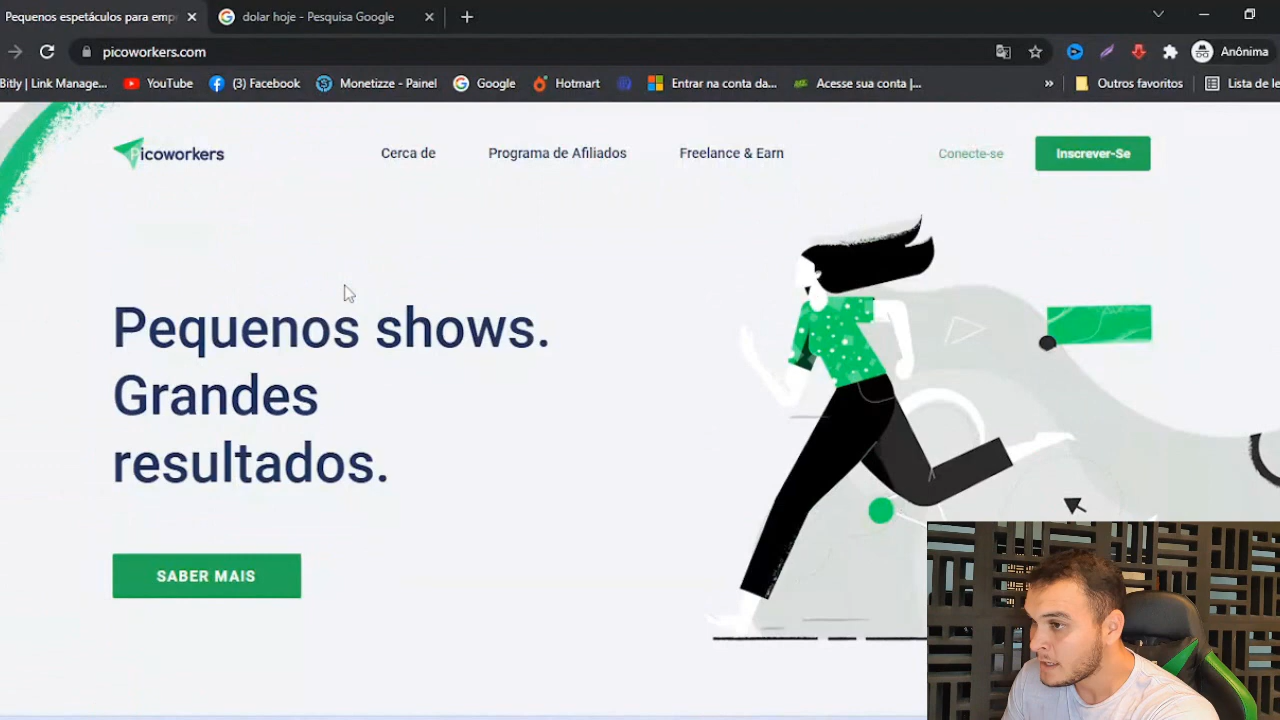 Pequenos espetáculos para empr
dolar hoje - Pesquisa Google
picoworkers.com
Anônima
Bitly | Link Manage...
YouTube
(3) Facebook
Monetizze - Painel
Google
Hotmart
Entrar na conta da...
Acesse sua conta |...
»
Outros favoritos
Lista de le
picoworkers
Cerca de
Programa de Afiliados
Freelance & Earn
Conecte-se
Inscrever-Se
Pequenos shows.
Grandes
resultados.
SABER MAIS